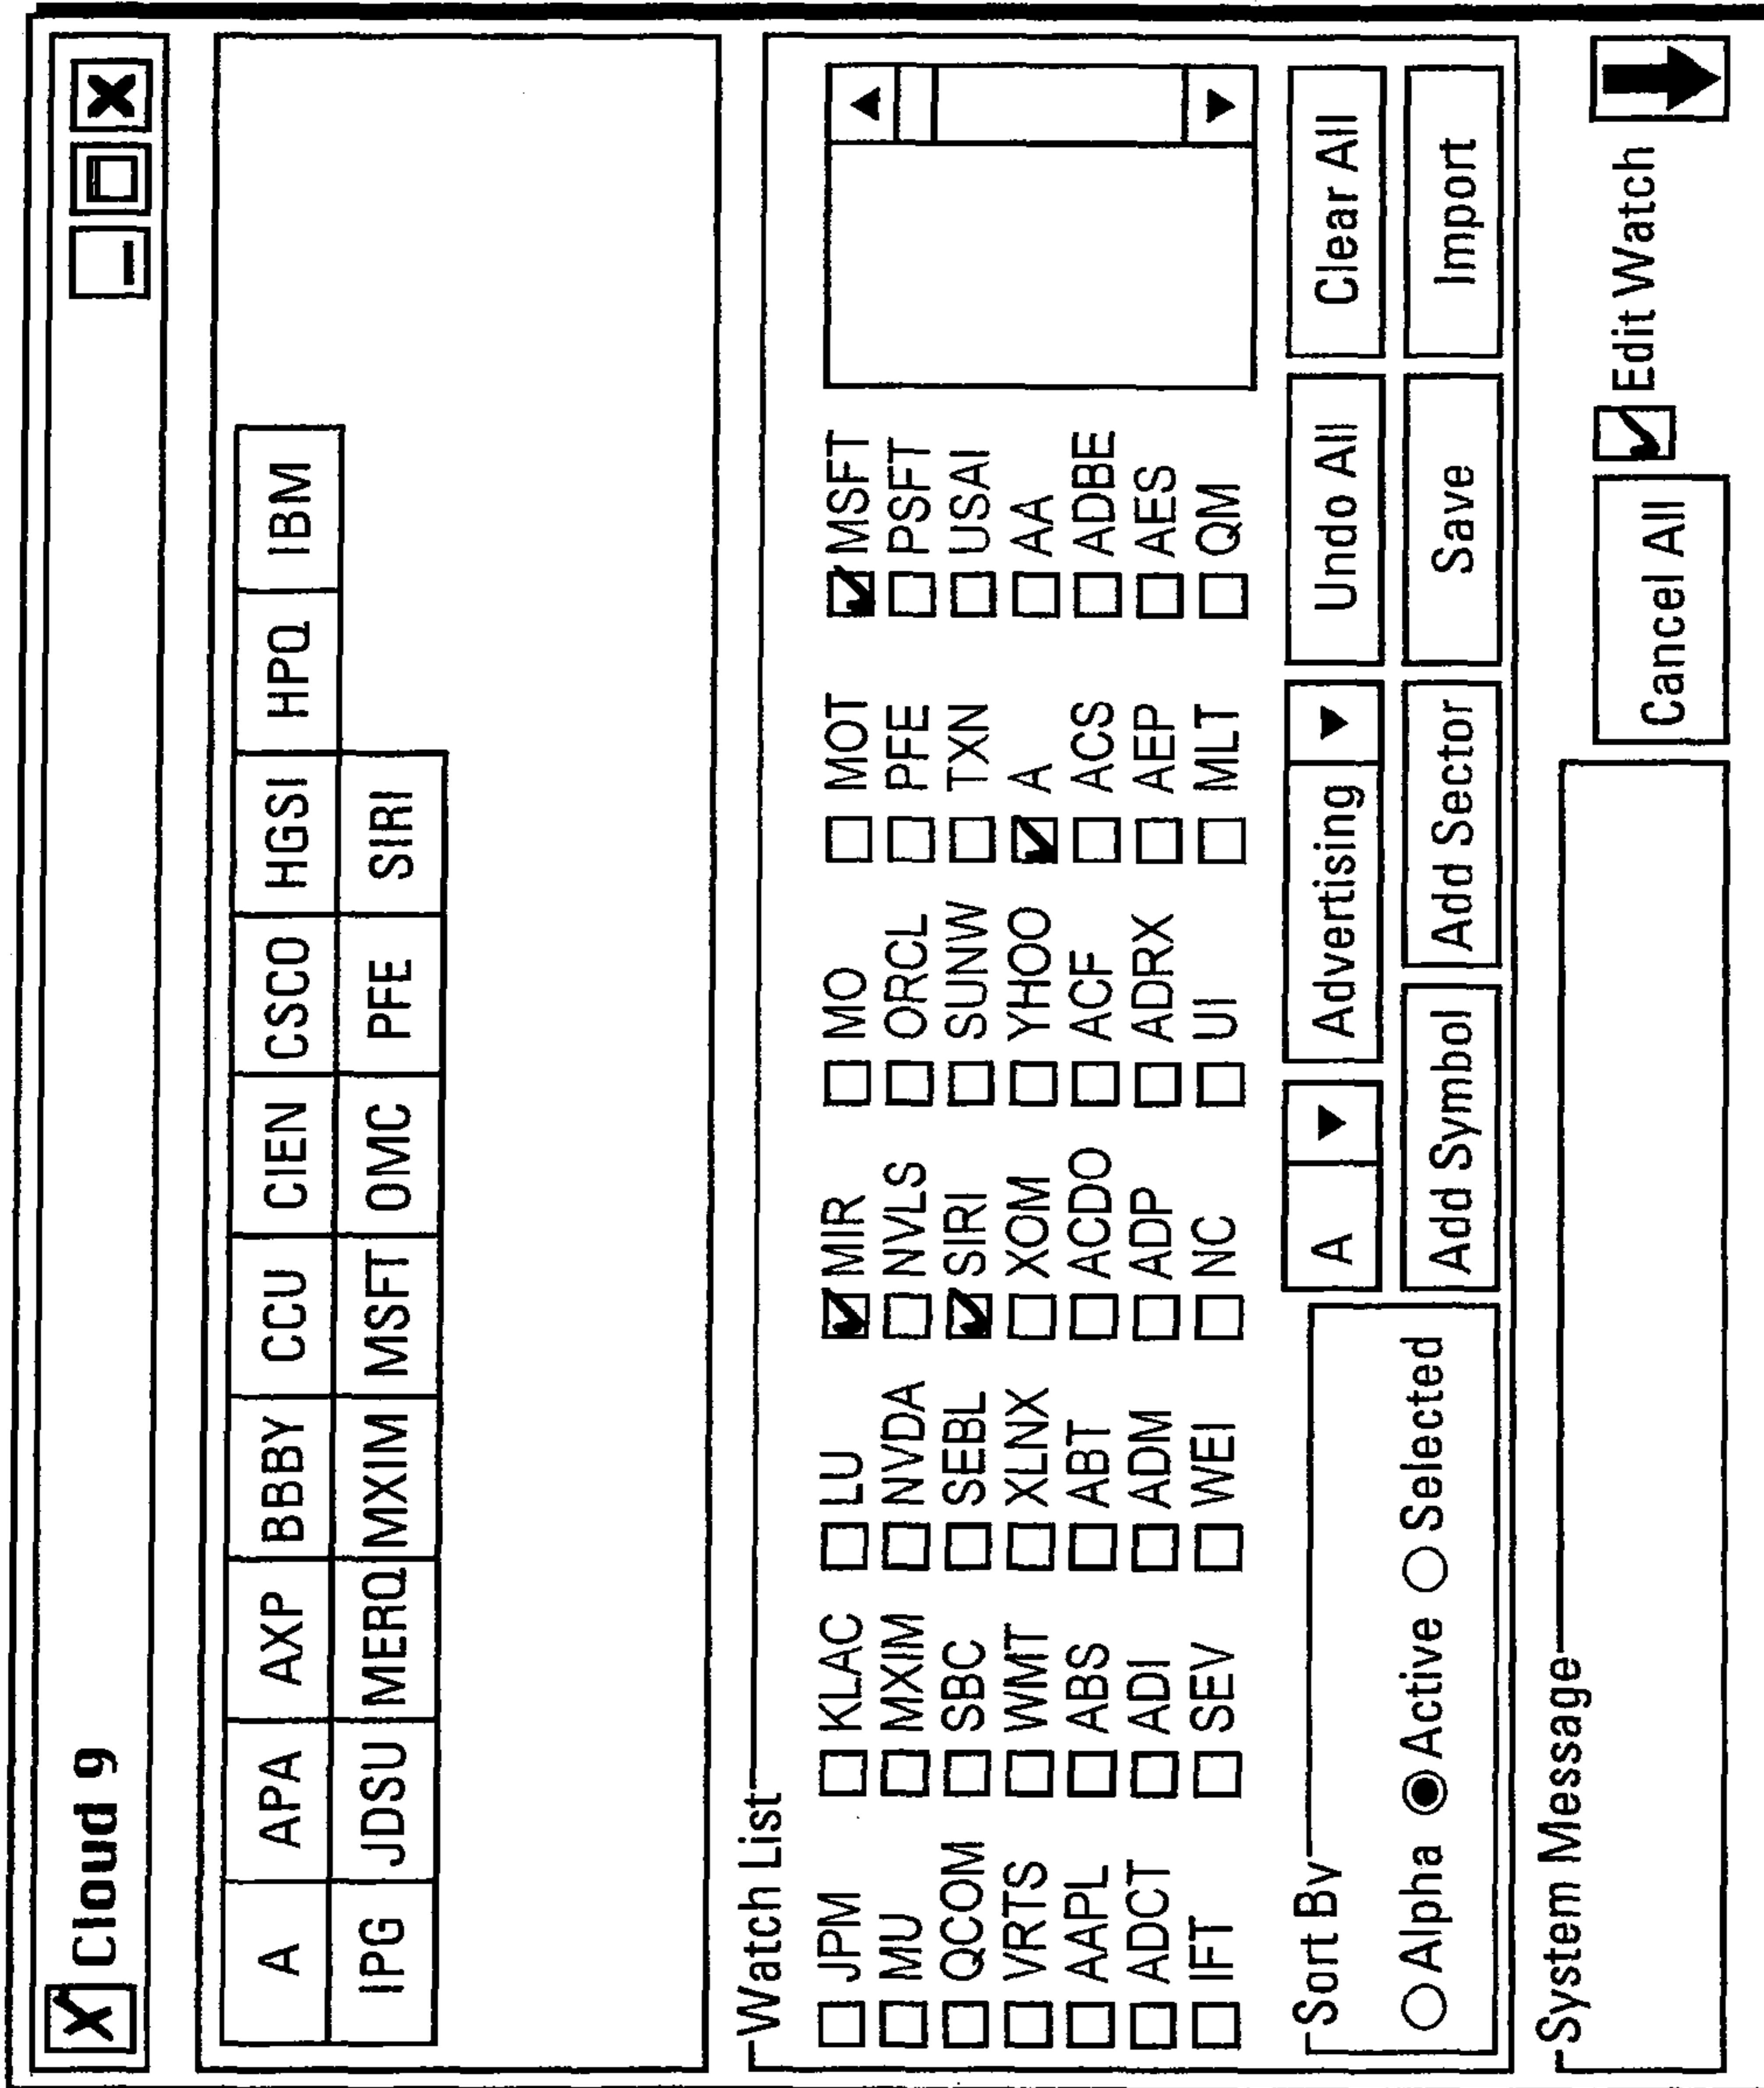 Cloud 9
A APA AXP BBBY CCU CIEN CSCO HGSI HPQ IBM
IPG JDSU MERQ MXIM MSFT OMC PFE SIRI
Watch List
JPM KLAC LU MIR MO MOT MSFT
MU MXIM NVDA NVLS ORCL PFE PSFT
QCOM SBC SEBL SIRI SUNW TXN USAI
VRTS WMT XLNX XOM YHOO A AA
AAPL ABS ABT ACDO ACF ACS ADBE
ADCT ADI ADM ADP ADRX AEP AES
IFT SEV WEI NC UI MLT QM
Sort By
Alpha Active Selected
A Advertising Undo All Clear All
Add Symbol Add Sector Save Import
System Message
Cancel All Edit Watch